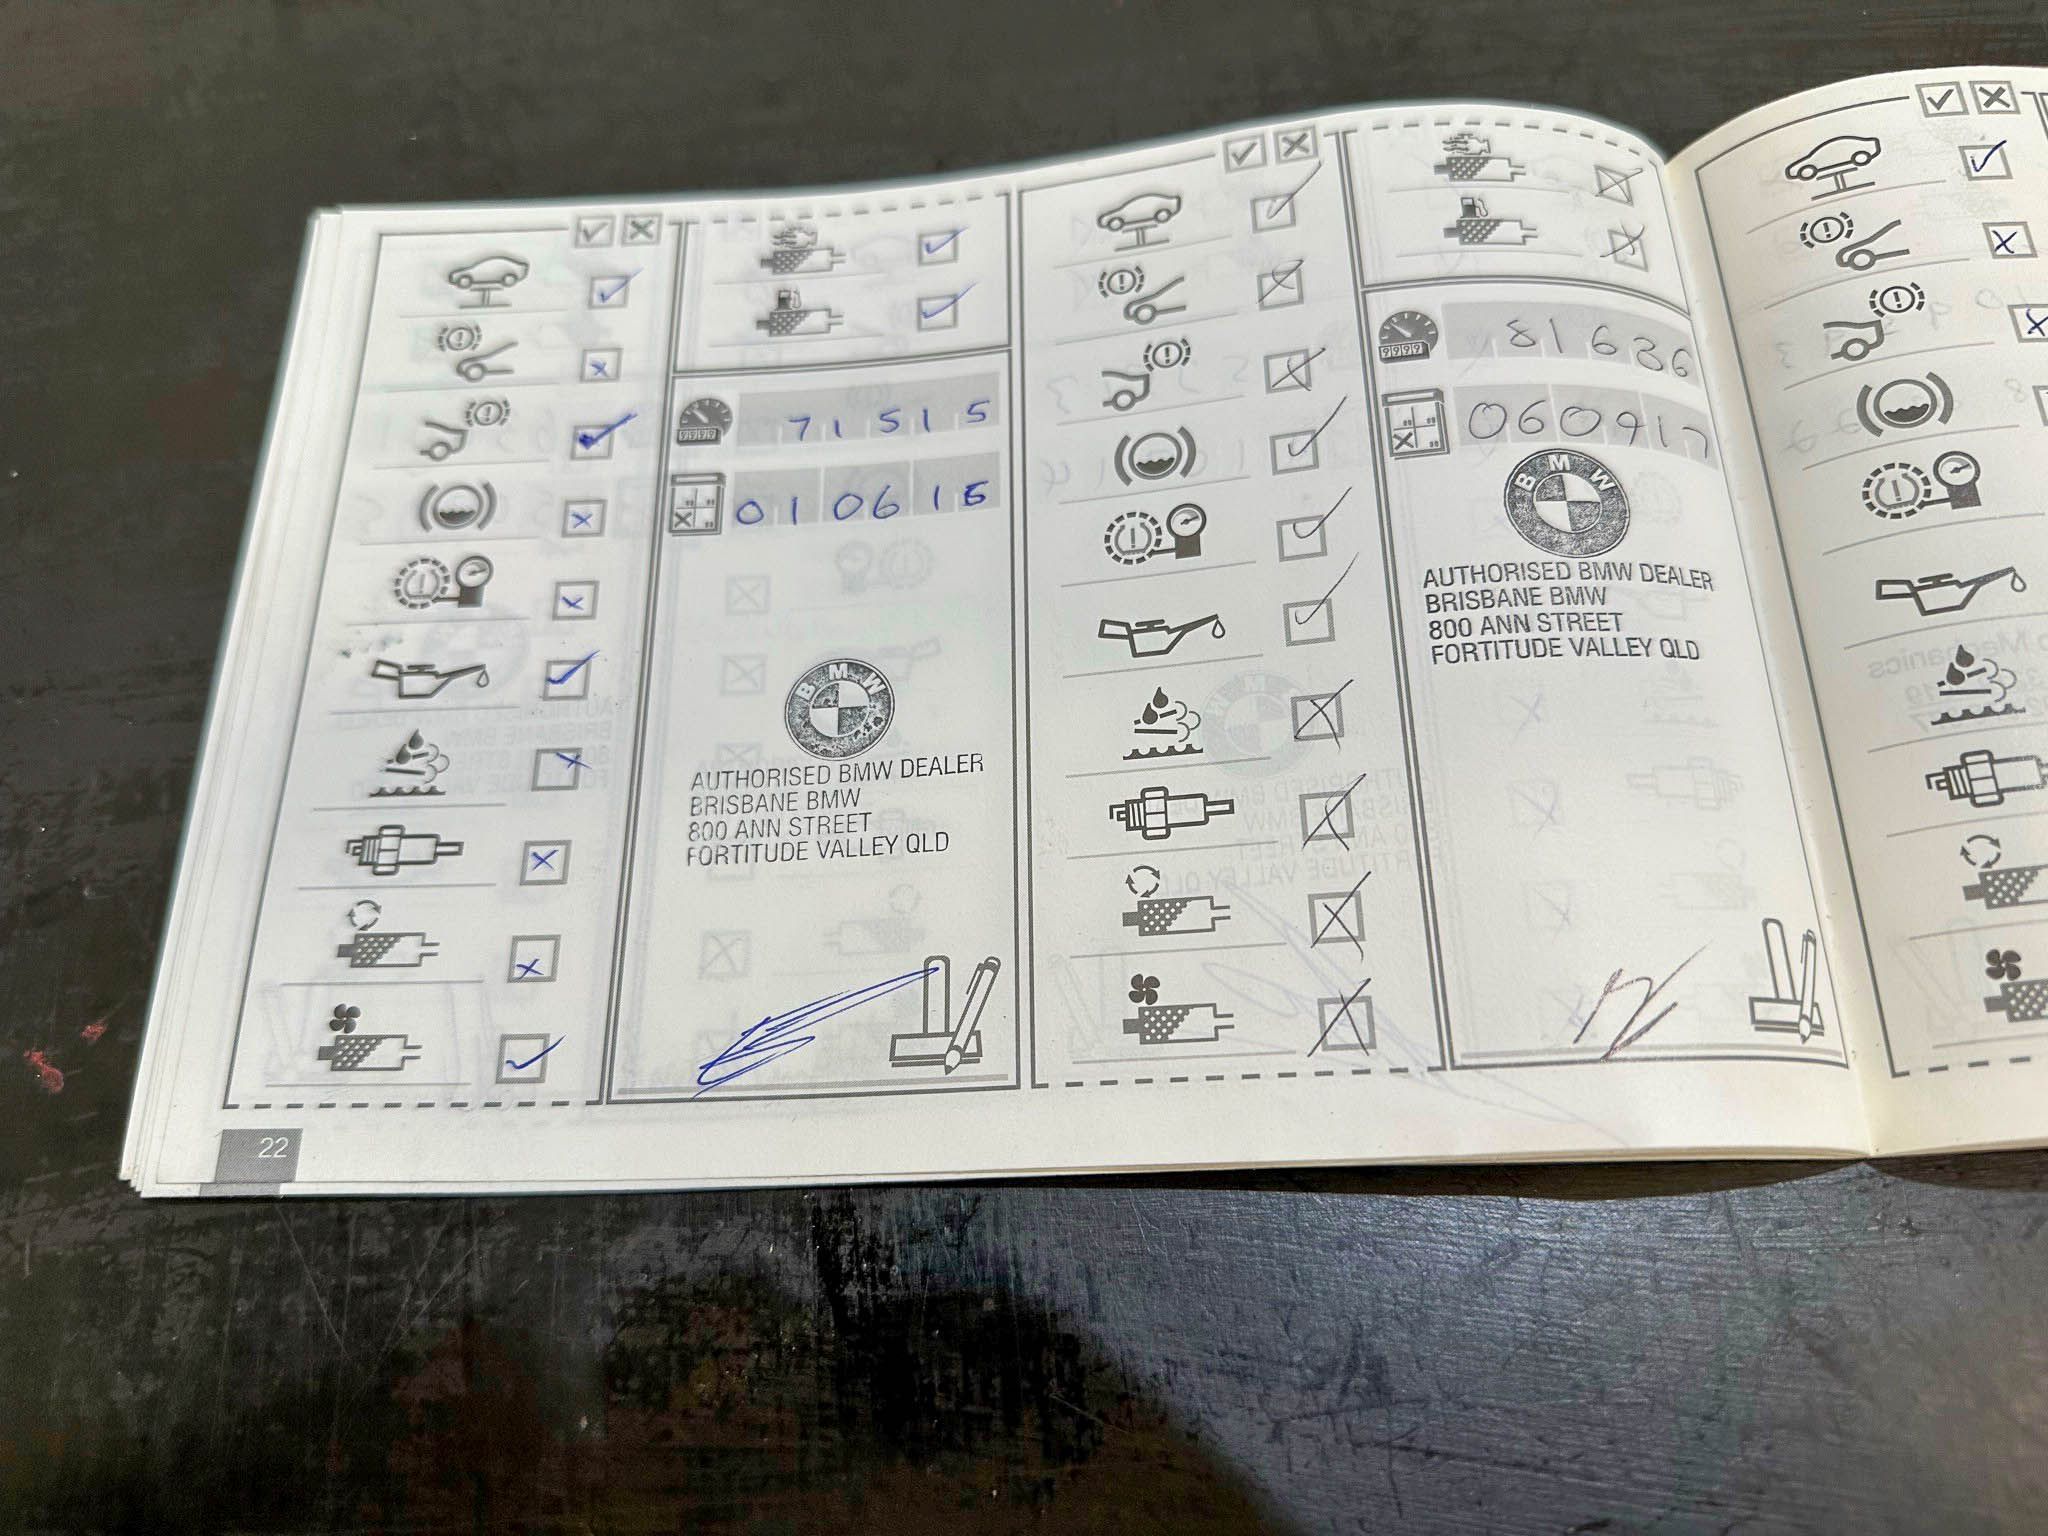 71515
010616
BMW
AUTHORISED BMW DEALER
BRISBANE BMW
800 ANN STREET
FORTITUDE VALLEY QLD
22
81636
060917
BMW
AUTHORISED BMW DEALER
BRISBANE BMW
800 ANN STREET
FORTITUDE VALLEY QLD